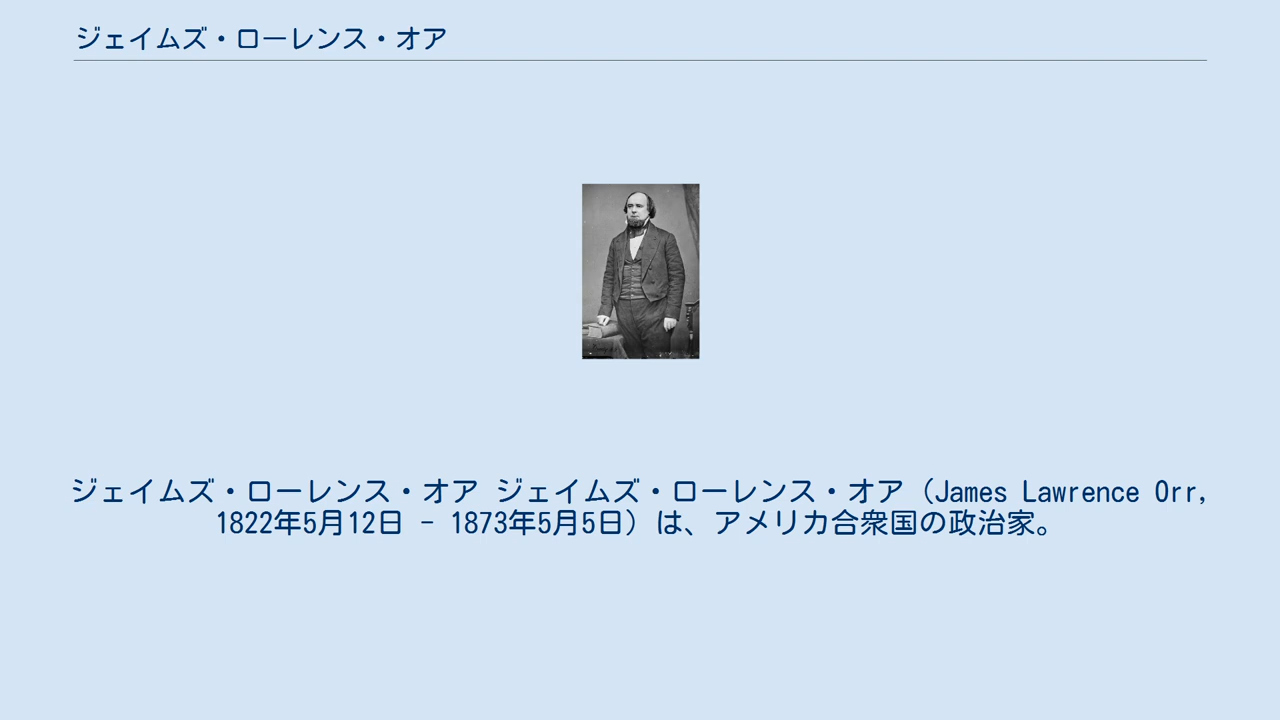 ジェイムズ・ローレンス・オア
ジェイムズ・ローレンス・オア ジェイムズ・ローレンス・オア（James Lawrence Orr,
1822年5月12日 - 1873年5月5日）は、アメリカ合衆国の政治家。